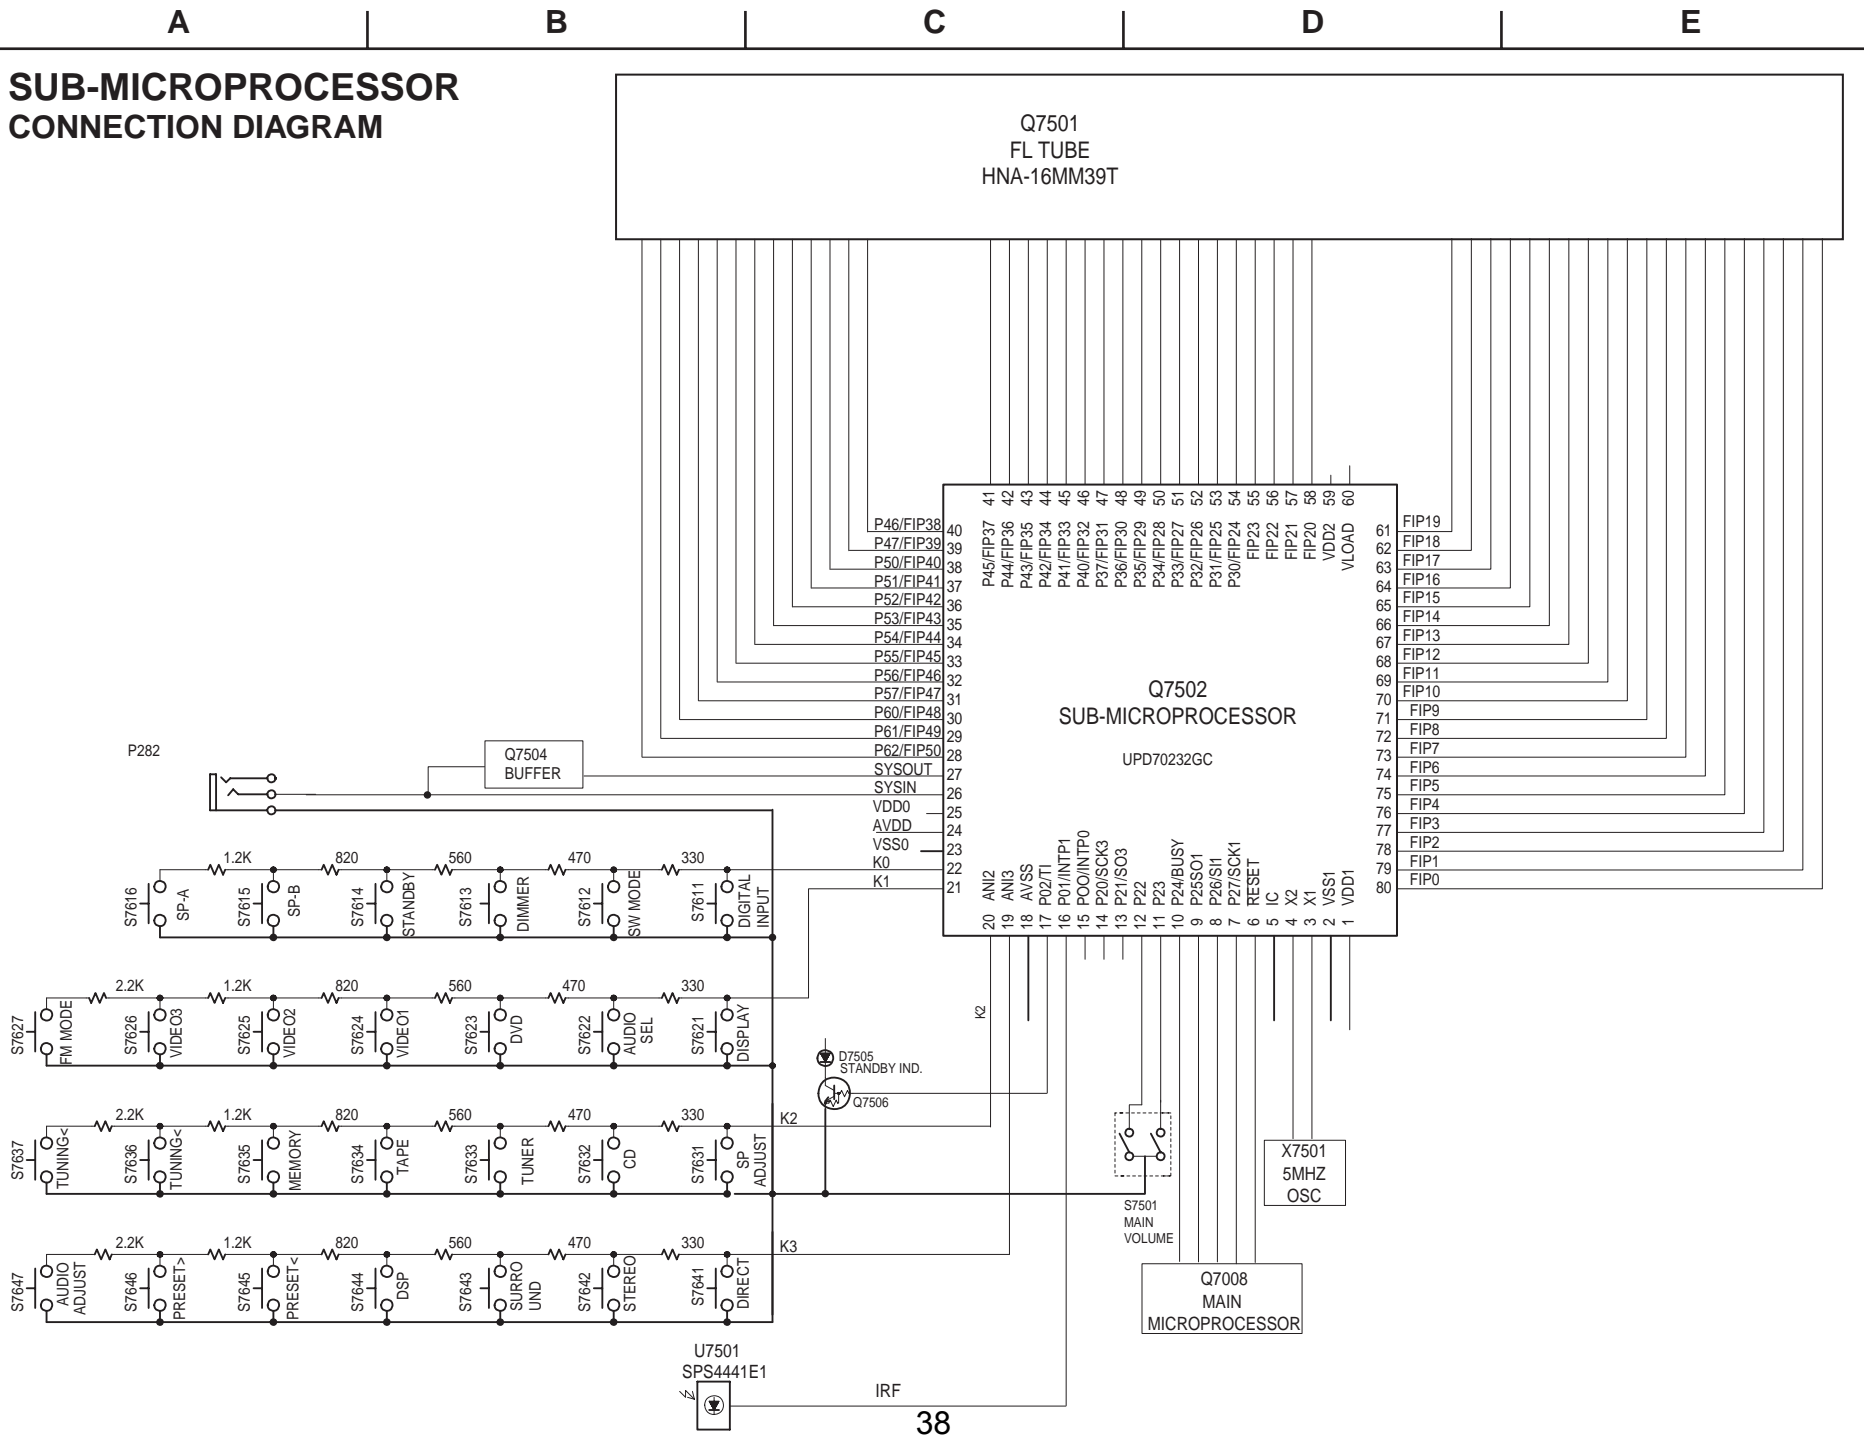 A B C D E
SUB-MICROPROCESSOR
CONNECTION DIAGRAM
Q7501
FL TUBE
HNA-16MM39T
41 42 43 44 45 46 47 48 49 50 51 52 53 54 55 56 57 58 59 60
P45/FIP37
P44/FIP36
P43/FIP35
P42/FIP34
P41/FIP33
P40/FIP32
P37/FIP31
P36/FIP30
P35/FIP29
P34/FIP28
P33/FIP27
P32/FIP26
P31/FIP25
P30/FIP24
FIP23
FIP22
FIP21
FIP20
VDD2
VLOAD
P46/FIP38 40
P47/FIP39 39
P50/FIP40 38
P51/FIP41 37
P52/FIP42 36
P53/FIP43 35
P54/FIP44 34
P55/FIP45 33
P56/FIP46 32
P57/FIP47 31
P60/FIP48 30
P61/FIP49 29
P62/FIP50 28
SYSOUT 27
SYSIN 26
VDD0 25
AVDD 24
VSS0 23
K0 22
K1 21
61 FIP19
62 FIP18
63 FIP17
64 FIP16
65 FIP15
66 FIP14
67 FIP13
68 FIP12
69 FIP11
70 FIP10
71 FIP9
72 FIP8
73 FIP7
74 FIP6
75 FIP5
76 FIP4
77 FIP3
78 FIP2
79 FIP1
80 FIP0
Q7502
SUB-MICROPROCESSOR
UPD70232GC
20 ANI2
19 ANI3
18 AVSS
17 P02/TI
16 P01/INTP1
15 POO/INTP0
14 P20/SCK3
13 P21/SO3
12 P22
11 P23
10 P24/BUSY
9 P25SO1
8 P26/SI1
7 P27/SCK1
6 RESET
5 IC
4 X2
3 X1
2 VSS1
1 VDD1
P282
Q7504
BUFFER
1.2K 820 560 470 330
S7616 SP-A
S7615 SP-B
S7614 STANDBY
S7613 DIMMER
S7612 SW MODE
S7611 DIGITAL INPUT
2.2K 1.2K 820 560 470 330
S7627 FM MODE
S7626 VIDEO3
S7625 VIDEO2
S7624 VIDEO1
S7623 DVD
S7622 AUDIO SEL
S7621 DISPLAY
K2
D7505
STANDBY IND.
Q7506
2.2K 1.2K 820 560 470 330 K2
S7637 TUNING<
S7636 TUNING<
S7635 MEMORY
S7634 TAPE
S7633 TUNER
S7632 CD
S7631 SP ADJUST
S7501
MAIN
VOLUME
X7501
5MHZ
OSC
2.2K 1.2K 820 560 470 330 K3
S7647 AUDIO ADJUST
S7646 PRESET>
S7645 PRESET<
S7644 DSP
S7643 SURRO UND
S7642 STEREO
S7641 DIRECT
Q7008
MAIN
MICROPROCESSOR
U7501
SPS4441E1
IRF
38